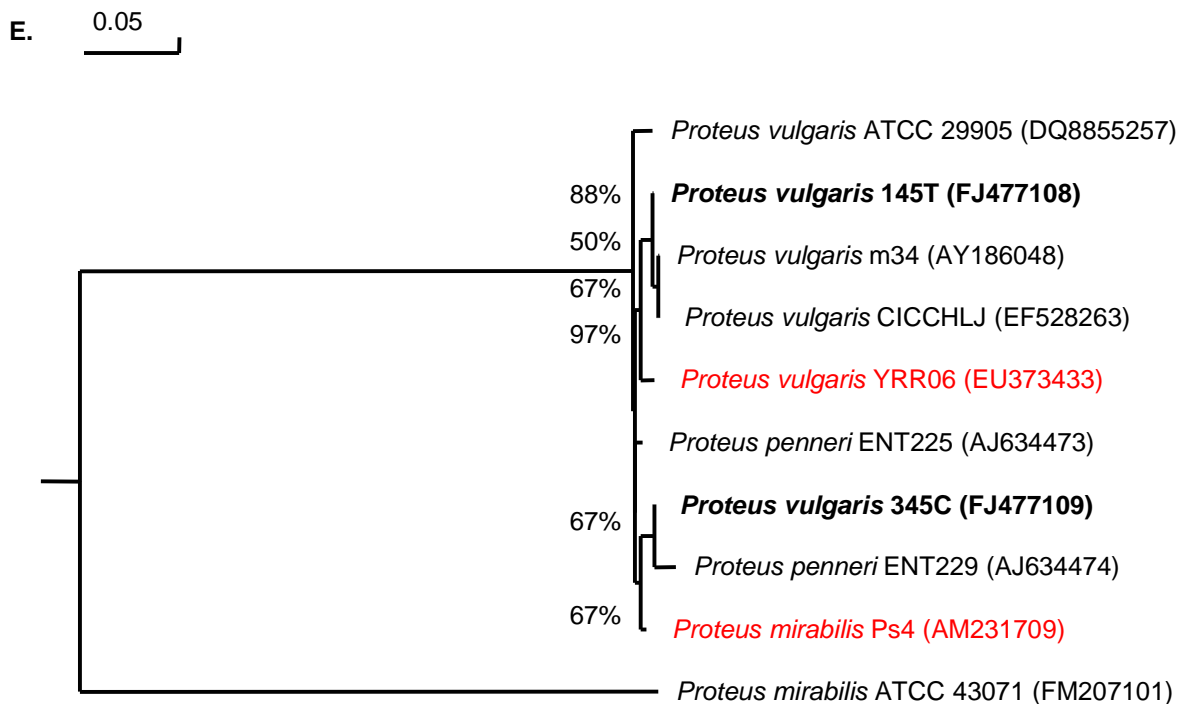 E.
0.05
Proteus vulgaris ATCC 29905 (DQ8855257)
88%
Proteus vulgaris 145T (FJ477108)
50%
Proteus vulgaris m34 (AY186048)
67%
Proteus vulgaris CICCHLJ (EF528263)
97%
Proteus vulgaris YRR06 (EU373433)
Proteus penneri ENT225 (AJ634473)
Proteus vulgaris 345C (FJ477109)
67%
Proteus penneri ENT229 (AJ634474)
67%
Proteus mirabilis Ps4 (AM231709)
Proteus mirabilis ATCC 43071 (FM207101)